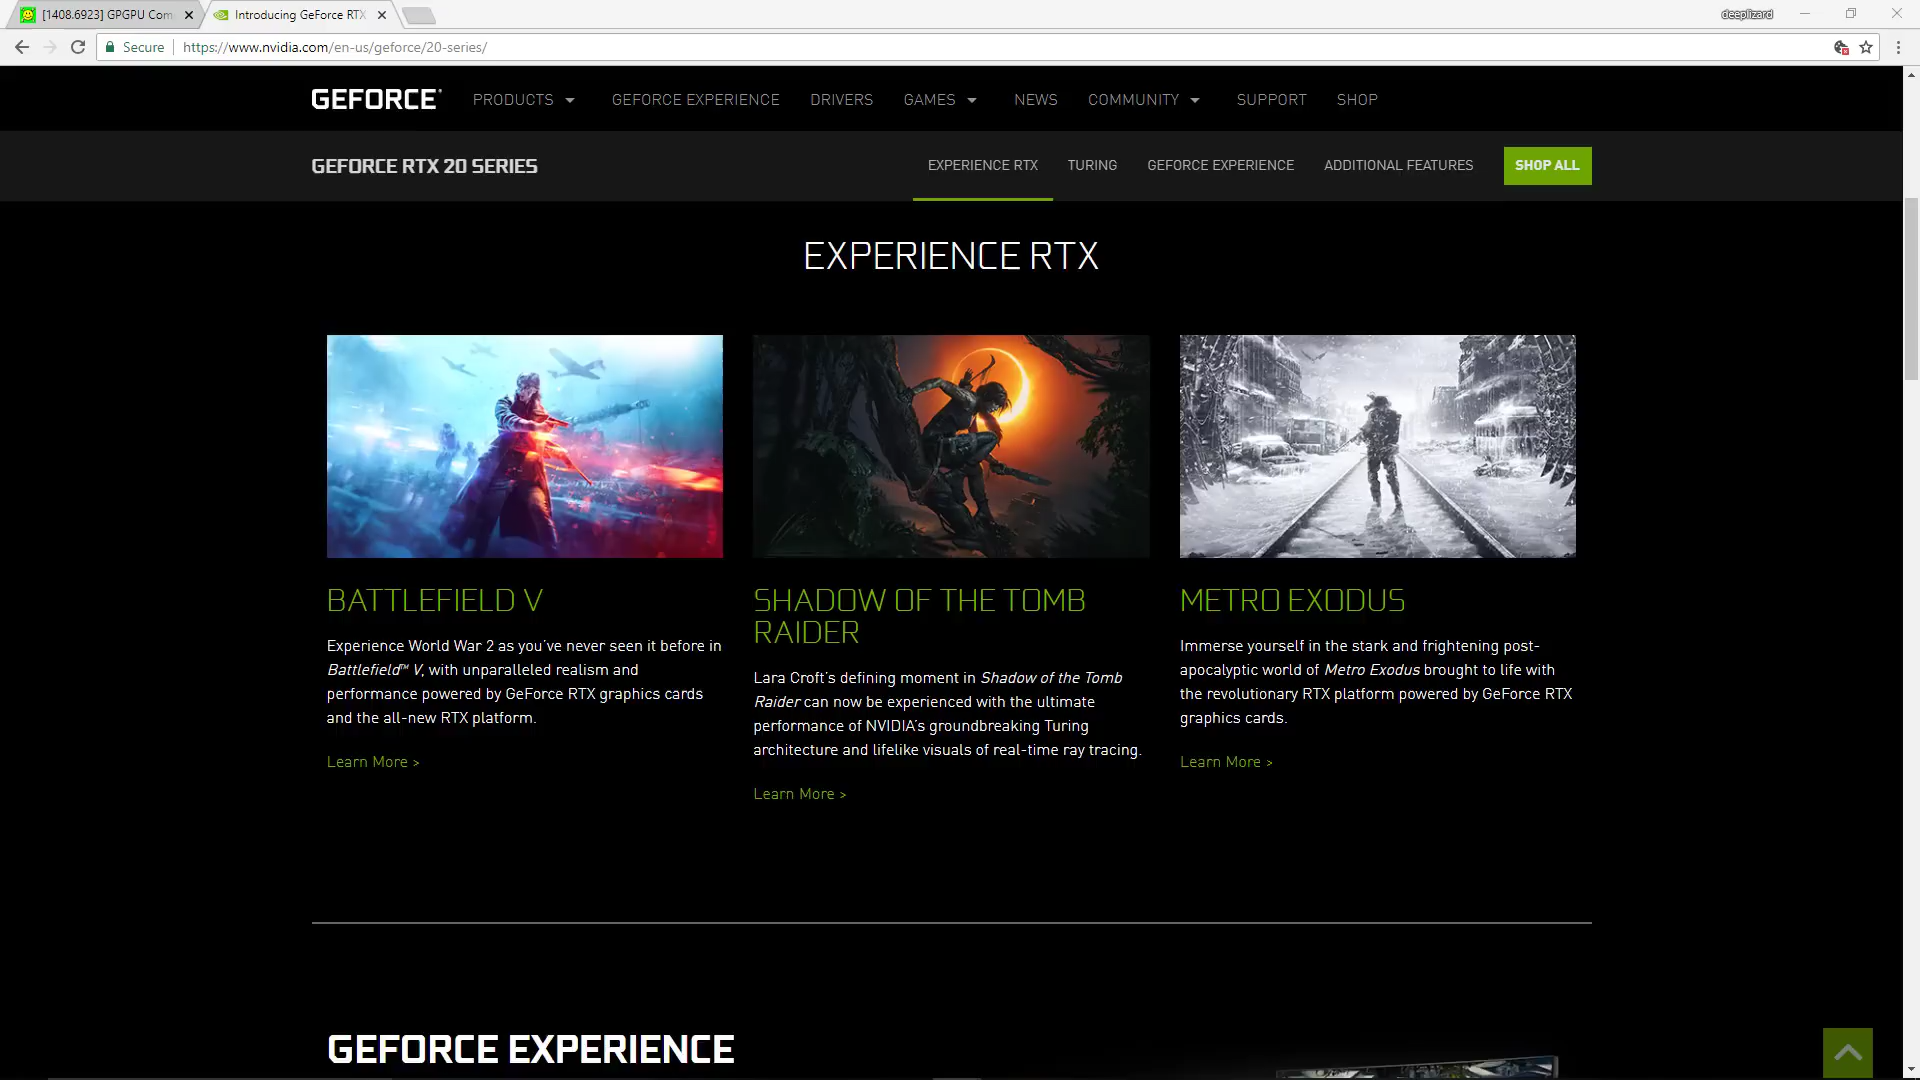 [1408.6923] GPGPU Com
Introducing GeForce RTX
deeplizard
Secure
https://www.nvidia.com/en-us/geforce/20-series/
GEFORCE
PRODUCTS
GEFORCE EXPERIENCE
DRIVERS
GAMES
NEWS
COMMUNITY
SUPPORT
SHOP
GEFORCE RTX 20 SERIES
EXPERIENCE RTX
TURING
GEFORCE EXPERIENCE
ADDITIONAL FEATURES
SHOP ALL
EXPERIENCE RTX
BATTLEFIELD V
Experience World War 2 as you've never seen it before in
Battlefield™ V, with unparalleled realism and
performance powered by GeForce RTX graphics cards
and the all-new RTX platform.
Learn More >
SHADOW OF THE TOMB
RAIDER
Lara Croft's defining moment in Shadow of the Tomb
Raider can now be experienced with the ultimate
performance of NVIDIA's groundbreaking Turing
architecture and lifelike visuals of real-time ray tracing.
Learn More >
METRO EXODUS
Immerse yourself in the stark and frightening post-
apocalyptic world of Metro Exodus brought to life with
the revolutionary RTX platform powered by GeForce RTX
graphics cards.
Learn More >
GEFORCE EXPERIENCE